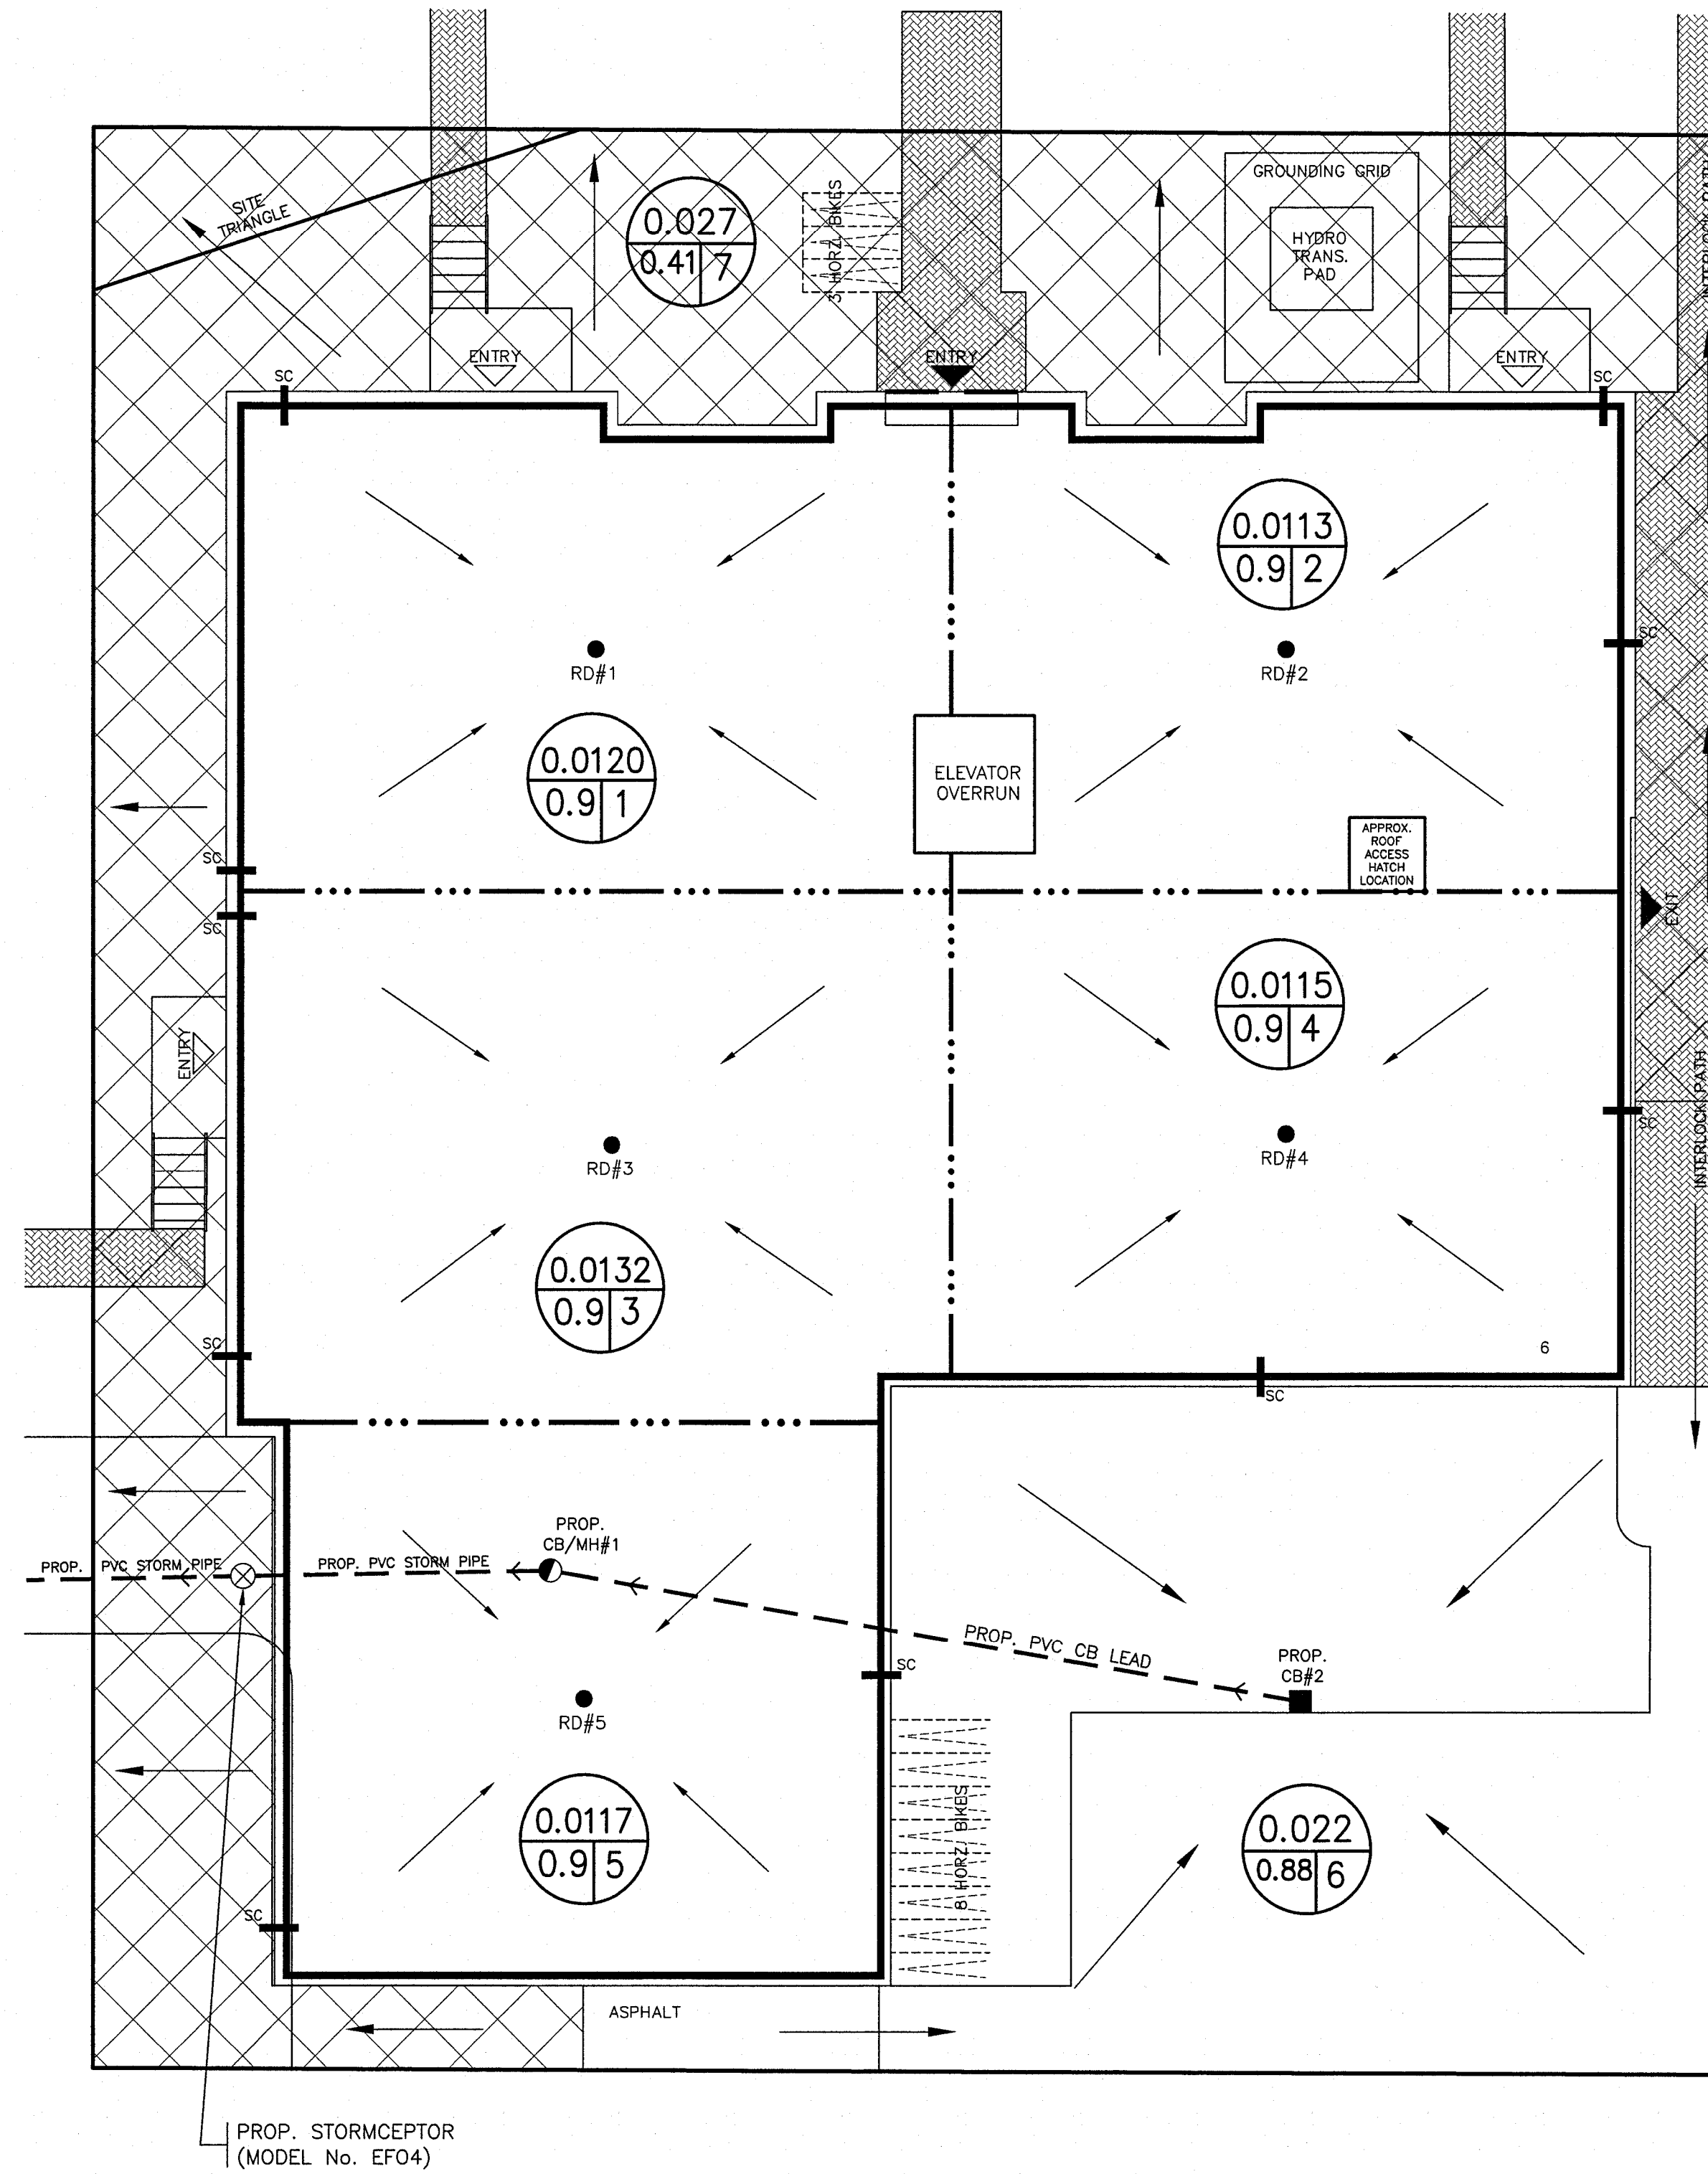 SITE
TRIANGLE
0.027
0.41 7
3 HORZ. BIKES
GROUNDING GRID
HYDRO
TRANS.
PAD
ENTRY
ENTRY
ENTRY
SC
SC
0.0113
0.9 2
SC
RD#1
RD#2
0.0120
0.9 1
ELEVATOR
OVERRUN
APPROX.
ROOF
ACCESS
HATCH
LOCATION
SC
SC
EXIT
0.0115
0.9 4
ENTRY
INTERLOCK PATH
SC
RD#3
RD#4
0.0132
0.9 3
SC
6
SC
PROP.
CB/MH#1
PROP. PVC STORM PIPE
PROP. PVC STORM PIPE
PROP. PVC CB LEAD
SC
PROP.
CB#2
RD#5
8 HORZ. BIKES
0.0117
0.9 5
0.022
0.88 6
SC
ASPHALT
PROP. STORMCEPTOR
(MODEL No. EFO4)